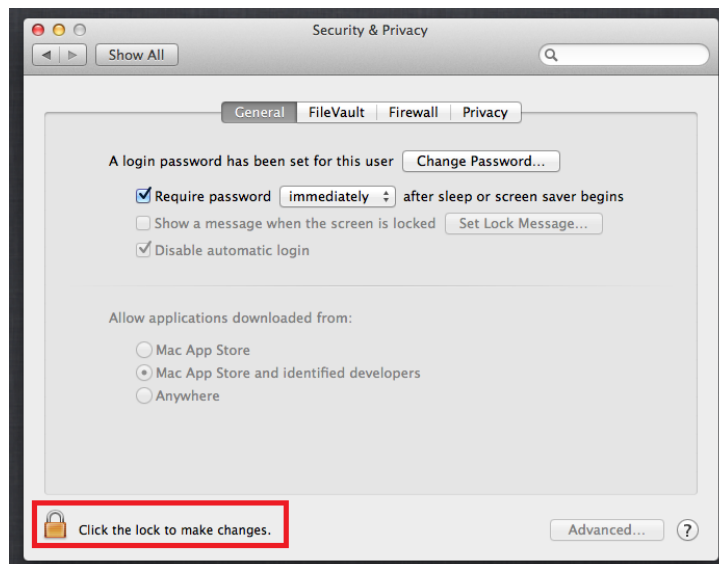 Security & Privacy
Show All
General FileVault Firewall Privacy
A login password has been set for this user Change Password...
Require password immediately after sleep or screen saver begins
Show a message when the screen is locked Set Lock Message...
Disable automatic login
Allow applications downloaded from:
Mac App Store
Mac App Store and identified developers
Anywhere
Click the lock to make changes. Advanced... ?